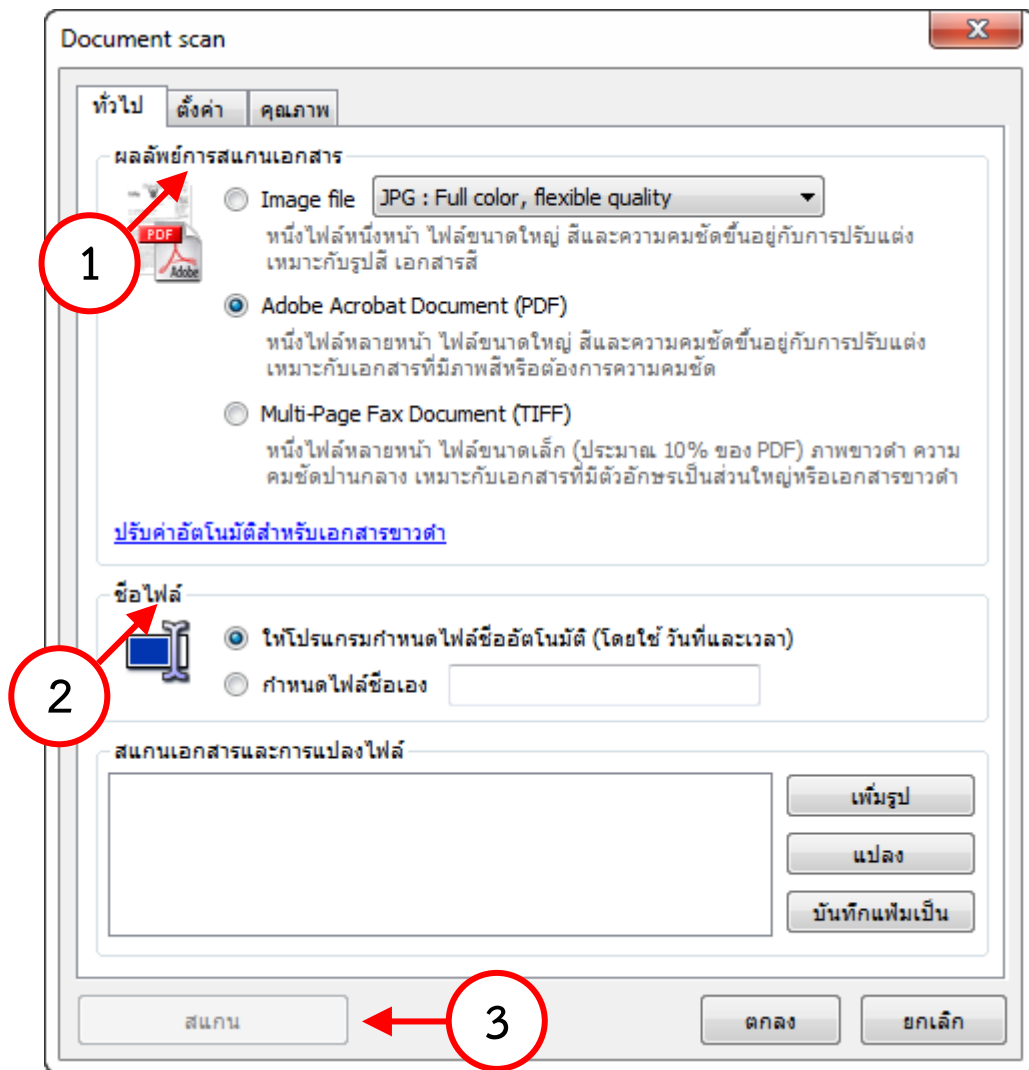 Document scan
ทั่วไป ตั้งค่า คุณภาพ
ผลลัพย์การสแกนเอกสาร
Image file JPG : Full color, flexible quality
หนึ่งไฟล์หนึ่งหน้า ไฟล์ขนาดใหญ่ สีและความคมชัดขึ้นอยู่กับการปรับแต่ง
เหมาะกับรูปสี เอกสารสี
PDF
Adobe
1
Adobe Acrobat Document (PDF)
หนึ่งไฟล์หลายหน้า ไฟล์ขนาดใหญ่ สีและความคมชัดขึ้นอยู่กับการปรับแต่ง
เหมาะกับเอกสารที่มีภาพสีหรือต้องการความคมชัด
Multi-Page Fax Document (TIFF)
หนึ่งไฟล์หลายหน้า ไฟล์ขนาดเล็ก (ประมาณ 10% ของ PDF) ภาพขาวดำ ความ
คมชัดปานกลาง เหมาะกับเอกสารที่มีตัวอักษรเป็นส่วนใหญ่หรือเอกสารขาวดำ
ปรับค่าอัตโนมัติสำหรับเอกสารขาวดำ
ชื่อไฟล์
ให้โปรแกรมกำหนดไฟล์ชื่ออัตโนมัติ (โดยใช้ วันที่และเวลา)
2
กำหนดไฟล์ชื่อเอง
สแกนเอกสารและการแปลงไฟล์
เพิ่มรูป
แปลง
บันทึกแฟ้มเป็น
สแกน 3 ตกลง ยกเลิก